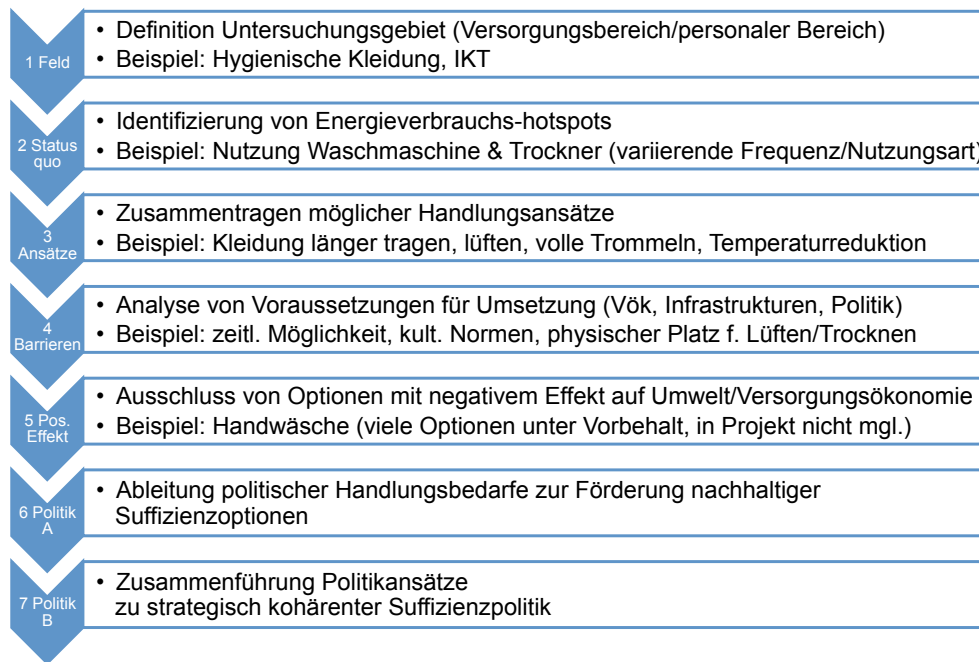 1 Feld
• Definition Untersuchungsgebiet (Versorgungsbereich/personaler Bereich)
• Beispiel: Hygienische Kleidung, IKT
2 Status
quo
• Identifizierung von Energieverbrauchs-hotspots
• Beispiel: Nutzung Waschmaschine & Trockner (variierende Frequenz/Nutzungsart)
3
Ansätze
• Zusammentragen möglicher Handlungsansätze
• Beispiel: Kleidung länger tragen, lüften, volle Trommeln, Temperaturreduktion
4
Barrieren
• Analyse von Voraussetzungen für Umsetzung (Vök, Infrastrukturen, Politik)
• Beispiel: zeitl. Möglichkeit, kult. Normen, physischer Platz f. Lüften/Trocknen
5 Pos.
Effekt
• Ausschluss von Optionen mit negativem Effekt auf Umwelt/Versorgungsökonomie
• Beispiel: Handwäsche (viele Optionen unter Vorbehalt, in Projekt nicht mgl.)
6 Politik
A
• Ableitung politischer Handlungsbedarfe zur Förderung nachhaltiger
Suffizienzoptionen
7 Politik
B
• Zusammenführung Politikansätze
zu strategisch kohärenter Suffizienzpolitik